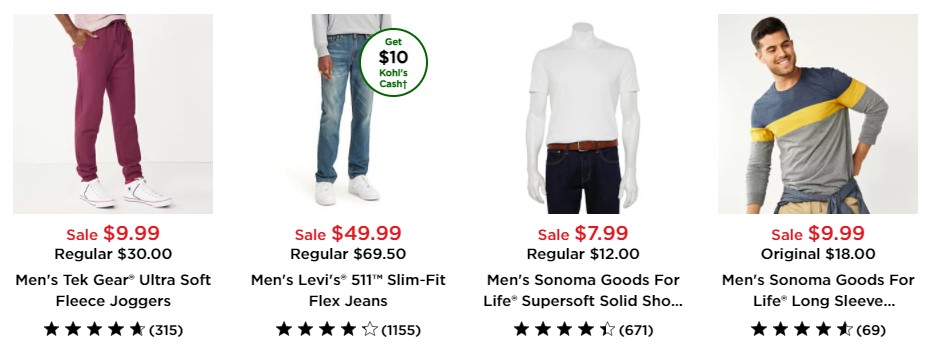 Get
$10
Kohl's
Cash†
Sale $9.99
Regular $30.00
Men's Tek Gear® Ultra Soft
Fleece Joggers
(315)
Sale $49.99
Regular $69.50
Men's Levi's® 511™ Slim-Fit
Flex Jeans
(1155)
Sale $7.99
Regular $12.00
Men's Sonoma Goods For
Life® Supersoft Solid Sho...
(671)
Sale $9.99
Original $18.00
Men's Sonoma Goods For
Life® Long Sleeve...
(69)